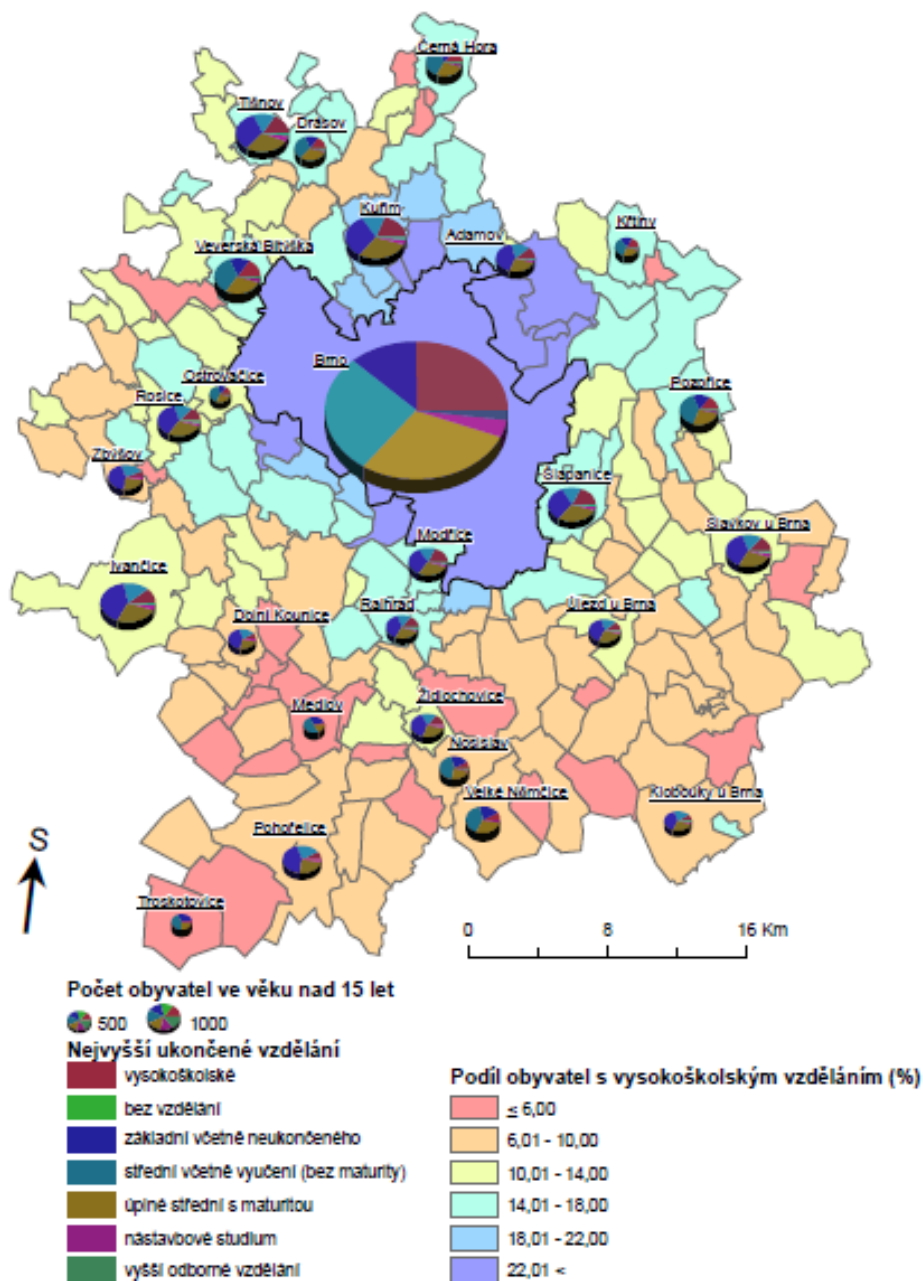 Černá Hora
Tišnov
Drásov
Kuřim
Adamov
Křtiny
Veverská Bítýška
Brno
Ostrovačice
Rosice
Pozořice
Zbýšov
Šlapanice
Slavkov u Brna
Modřice
Ivančice
Rajhrad
Újezd u Brna
Dolní Kounice
Medlov
Židlochovice
Nosislav
Velké Němčice
Klobouky u Brna
Pohořelice
S
Troskotovice
0 8 16 Km
Počet obyvatel ve věku nad 15 let
500 1000
Nejvyšší ukončené vzdělání
vysokoškolské
bez vzdělání
základní včetně neukončeného
střední včetně vyučení (bez maturity)
úplné střední s maturitou
nástavbové studium
vyšší odborné vzdělání
Podíl obyvatel s vysokoškolským vzděláním (%)
≤ 6,00
6,01 - 10,00
10,01 - 14,00
14,01 - 18,00
18,01 - 22,00
22,01 <